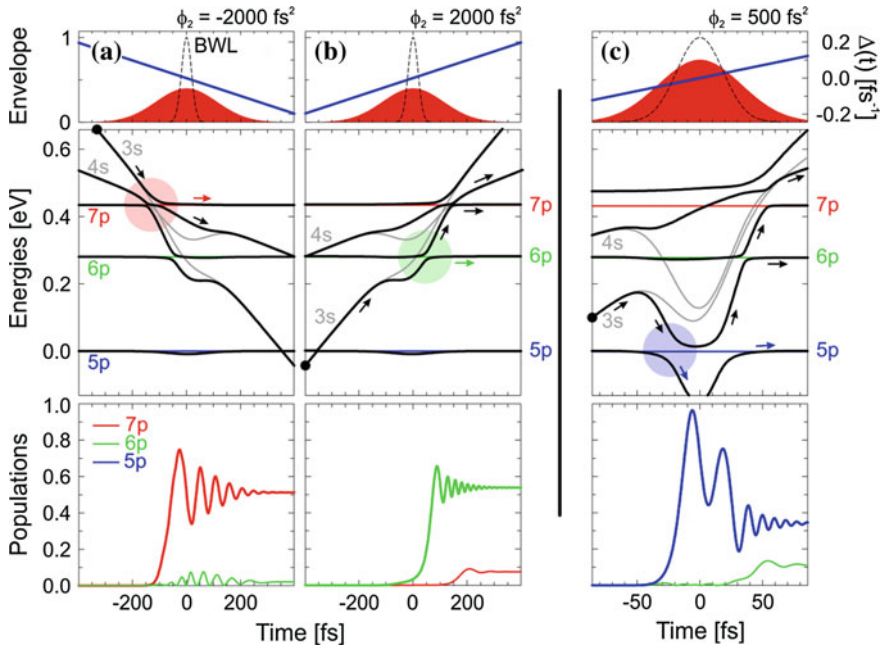 ϕ₂ = -2000 fs²
ϕ₂ = 2000 fs²
ϕ₂ = 500 fs²
Envelope
1
0
(a)
BWL
(b)
(c)
0.2
0.0
-0.2
Δ(t) [fs⁻¹]
Energies [eV]
0.6
0.4
0.2
0.0
3s
4s
7p
6p
5p
4s
3s
7p
6p
5p
4s
3s
7p
6p
5p
Populations
1.0
0.8
0.6
0.4
0.2
0.0
7p
6p
5p
-200 0 200
-200 0 200
-50 0 50
Time [fs]
Time [fs]
Time [fs]